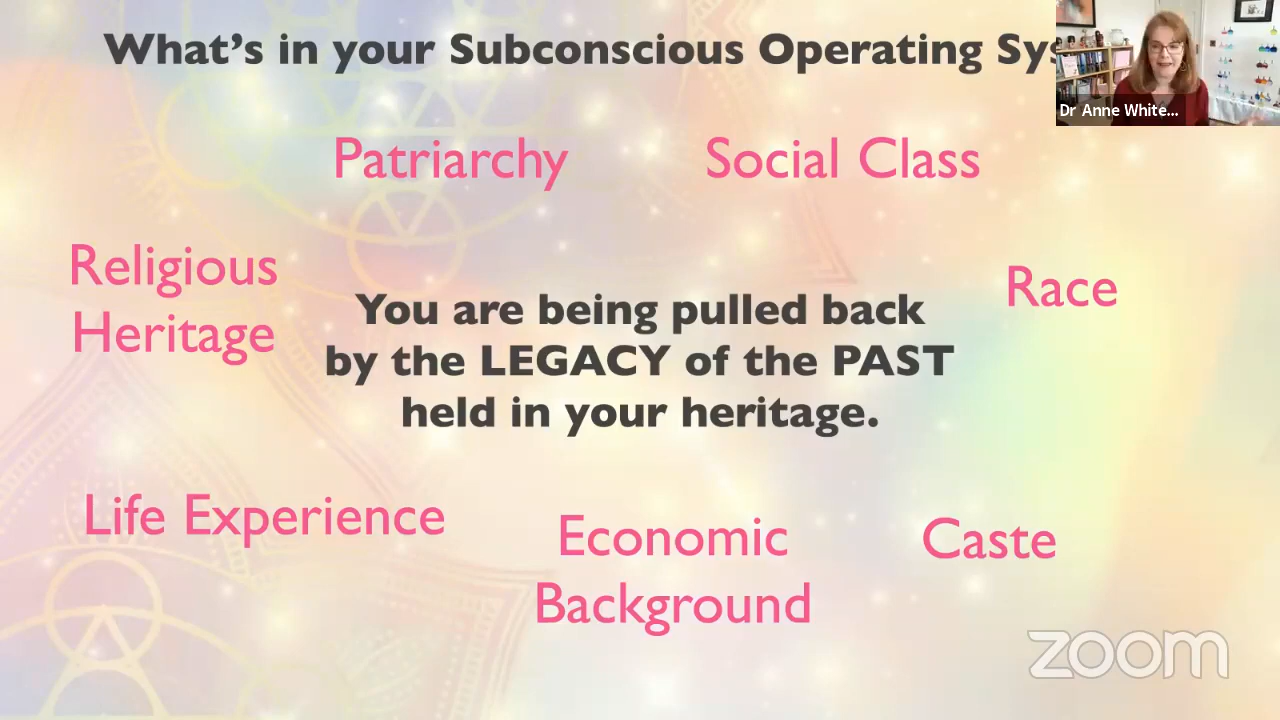 What's in your Subconscious Operating Sys
Dr Anne White...
Patriarchy
Social Class
Religious
Heritage
Race
You are being pulled back
by the LEGACY of the PAST
held in your heritage.
Life Experience
Economic
Background
Caste
zoom